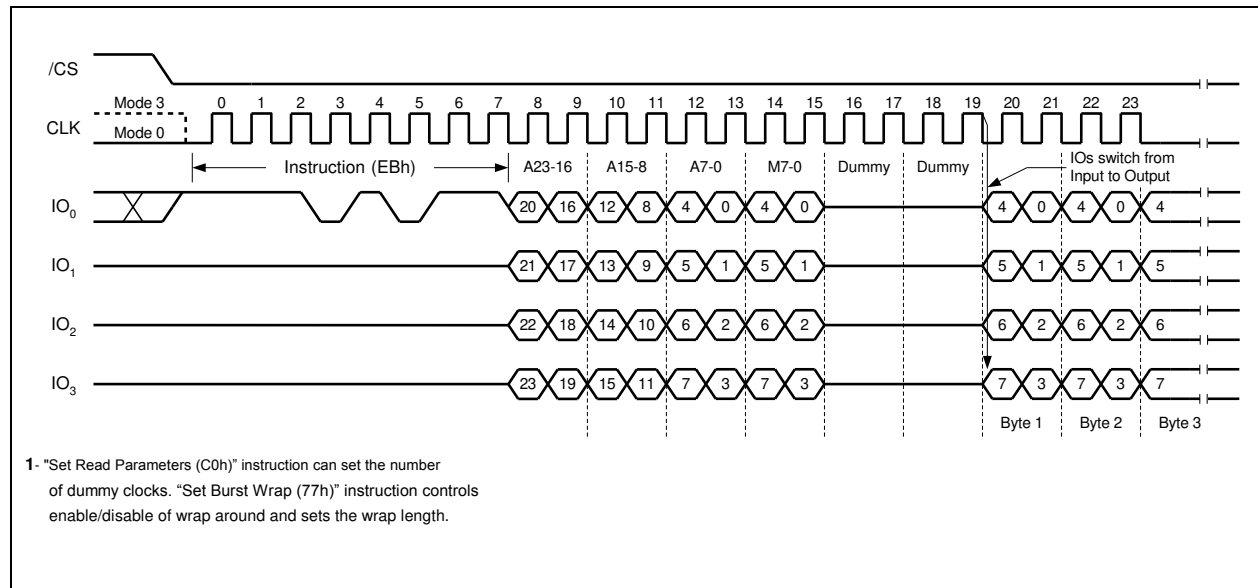 /CS
Mode 3 0 1 2 3 4 5 6 7 8 9 10 11 12 13 14 15 16 17 18 19 20 21 22 23
CLK
Mode 0
Instruction (EBh) A23-16 A15-8 A7-0 M7-0 Dummy Dummy IOs switch from
Input to Output
IO0 20 16 12 8 4 0 4 0 4 0 4 0 4
IO1 21 17 13 9 5 1 5 1 5 1 5 1 5
IO2 22 18 14 10 6 2 6 2 6 2 6 2 6
IO3 23 19 15 11 7 3 7 3 7 3 7 3 7
Byte 1 Byte 2 Byte 3
1- "Set Read Parameters (C0h)” instruction can set the number
of dummy clocks. “Set Burst Wrap (77h)” instruction controls
enable/disable of wrap around and sets the wrap length.